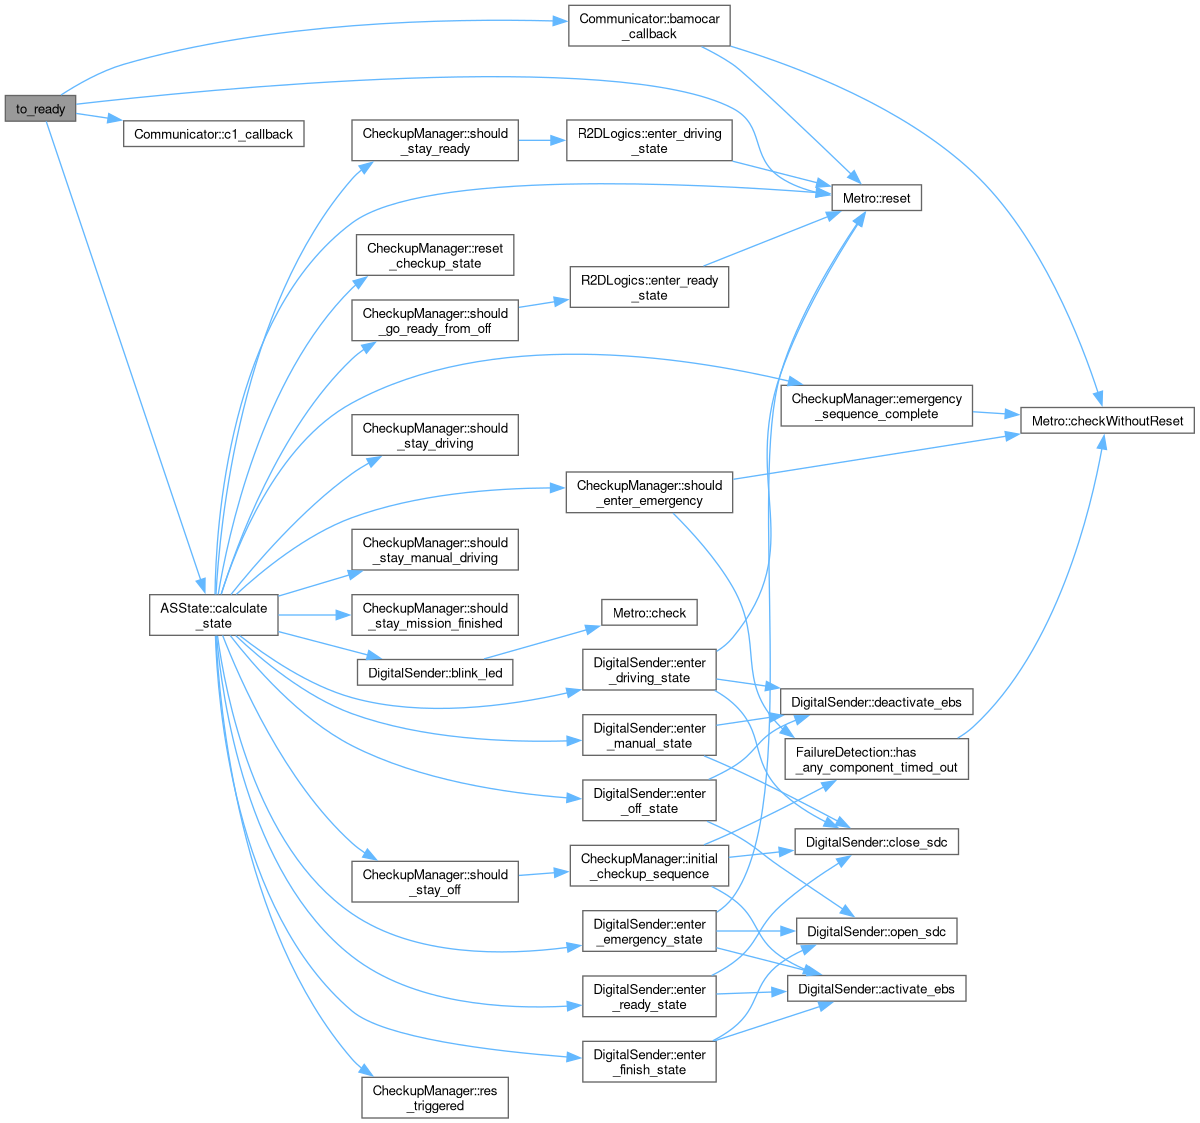 to_ready
Communicator::bamocar
_callback
Communicator::c1_callback
CheckupManager::should
_stay_ready
R2DLogics::enter_driving
_state
Metro::reset
CheckupManager::reset
_checkup_state
R2DLogics::enter_ready
_state
CheckupManager::should
_go_ready_from_off
CheckupManager::emergency
_sequence_complete
Metro::checkWithoutReset
CheckupManager::should
_stay_driving
CheckupManager::should
_enter_emergency
CheckupManager::should
_stay_manual_driving
ASState::calculate
_state
CheckupManager::should
_stay_mission_finished
Metro::check
DigitalSender::blink_led
DigitalSender::enter
_driving_state
DigitalSender::deactivate_ebs
DigitalSender::enter
_manual_state
FailureDetection::has
_any_component_timed_out
DigitalSender::enter
_off_state
DigitalSender::close_sdc
CheckupManager::initial
_checkup_sequence
CheckupManager::should
_stay_off
DigitalSender::enter
_emergency_state
DigitalSender::open_sdc
DigitalSender::enter
_ready_state
DigitalSender::activate_ebs
DigitalSender::enter
_finish_state
CheckupManager::res
_triggered